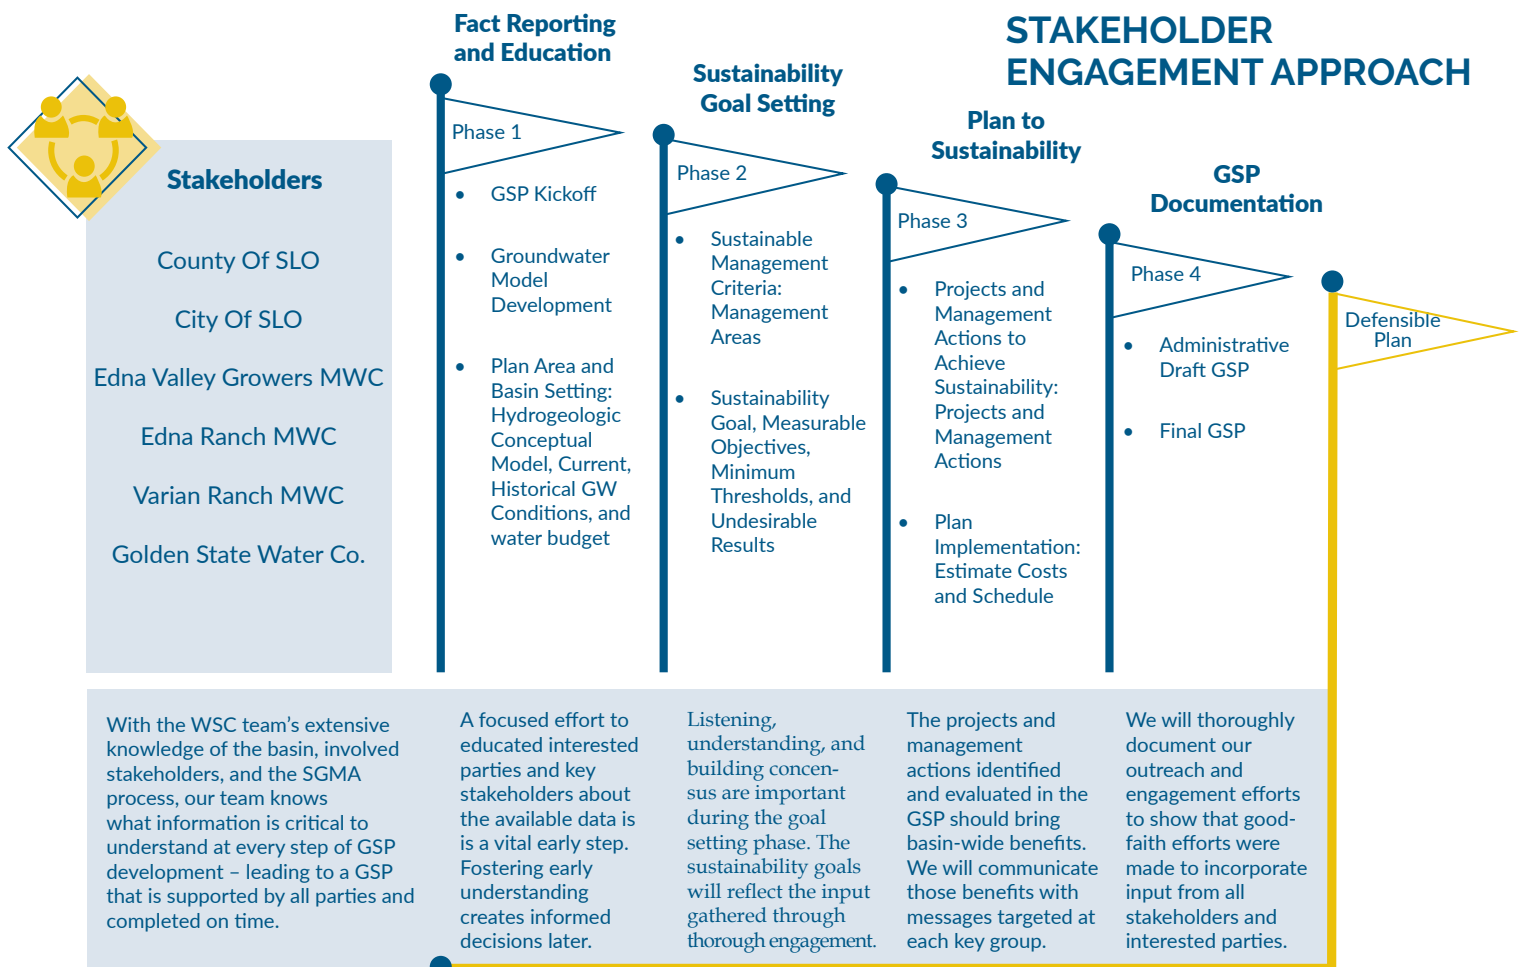 STAKEHOLDER
ENGAGEMENT APPROACH
Stakeholders
County Of SLO
City Of SLO
Edna Valley Growers MWC
Edna Ranch MWC
Varian Ranch MWC
Golden State Water Co.
Fact Reporting
and Education
Phase 1
• GSP Kickoff
• Groundwater
Model
Development
• Plan Area and
Basin Setting:
Hydrogeologic
Conceptual
Model, Current,
Historical GW
Conditions, and
water budget
Sustainability
Goal Setting
Phase 2
• Sustainable
Management
Criteria:
Management
Areas
• Sustainability
Goal, Measurable
Objectives,
Minimum
Thresholds, and
Undesirable
Results
Plan to
Sustainability
Phase 3
• Projects and
Management
Actions to
Achieve
Sustainability:
Projects and
Management
Actions
• Plan
Implementation:
Estimate Costs
and Schedule
GSP
Documentation
Phase 4
• Administrative
Draft GSP
• Final GSP
Defensible
Plan
With the WSC team's extensive
knowledge of the basin, involved
stakeholders, and the SGMA
process, our team knows
what information is critical to
understand at every step of GSP
development – leading to a GSP
that is supported by all parties and
completed on time.
A focused effort to
educated interested
parties and key
stakeholders about
the available data is
is a vital early step.
Fostering early
understanding
creates informed
decisions later.
Listening,
understanding, and
building concen-
sus are important
during the goal
setting phase. The
sustainability goals
will reflect the input
gathered through
thorough engagement.
The projects and
management
actions identified
and evaluated in the
GSP should bring
basin-wide benefits.
We will communicate
those benefits with
messages targeted at
each key group.
We will thoroughly
document our
outreach and
engagement efforts
to show that good-
faith efforts were
made to incorporate
input from all
stakeholders and
interested parties.